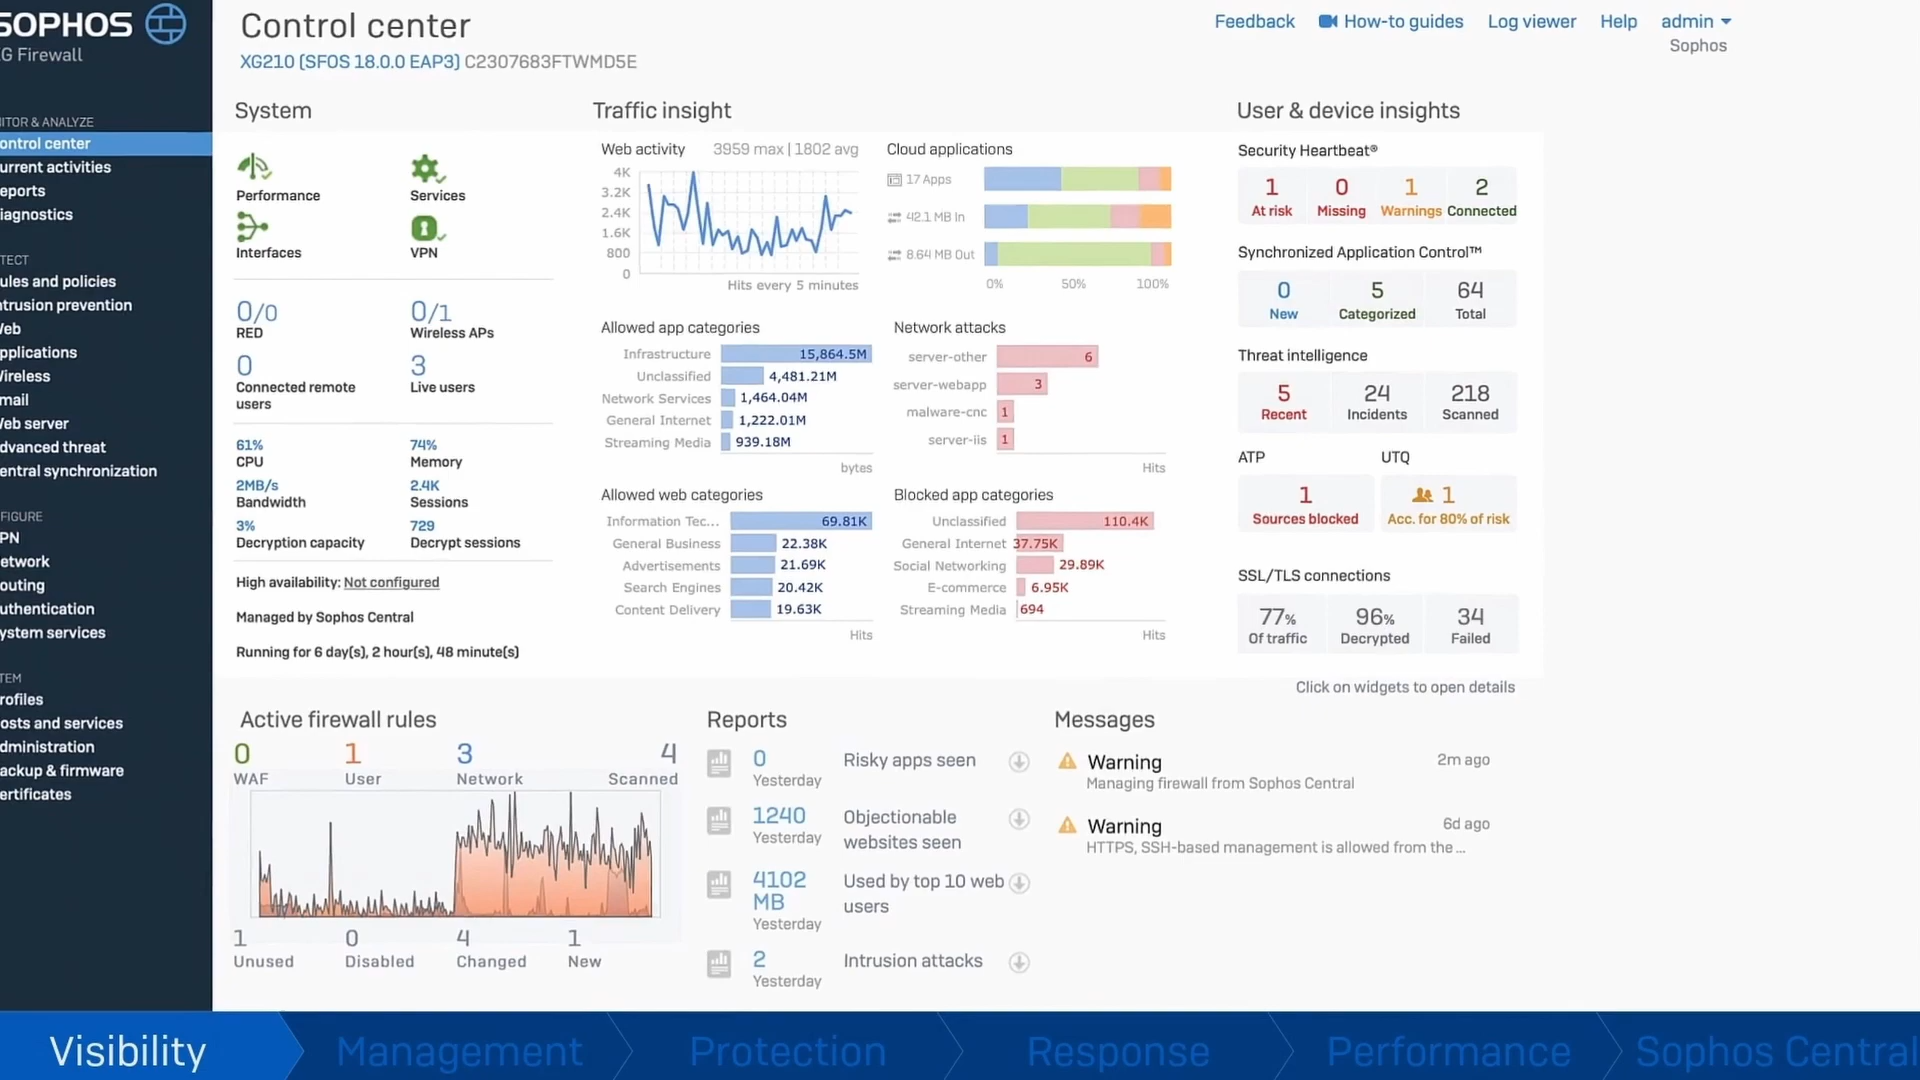 SOPHOS
G Firewall
Control center
XG210 (SFOS 18.0.0 EAP3) C2307683FTWMD5E
Feedback
How-to guides
Log viewer
Help
admin
Sophos
NITOR & ANALYZE
ontrol center
urrent activities
eports
iagnostics
TECT
ules and policies
ntrusion prevention
eb
pplications
ireless
mail
eb server
dvanced threat
entral synchronization
FIGURE
PN
etwork
outing
uthentication
ystem services
TEM
rofiles
osts and services
dministration
ackup & firmware
ertificates
System
Performance
Services
Interfaces
VPN
0/0
RED
0/1
Wireless APs
0
Connected remote
users
3
Live users
61%
CPU
74%
Memory
2MB/s
Bandwidth
2.4K
Sessions
3%
Decryption capacity
729
Decrypt sessions
High availability: Not configured
Managed by Sophos Central
Running for 6 day(s), 2 hour(s), 48 minute(s)
Traffic insight
Web activity 3959 max | 1802 avg
4K
3.2K
2.4K
1.6K
800
0
Hits every 5 minutes
Cloud applications
17 Apps
42.1 MB In
8.64 MB Out
0% 50% 100%
Allowed app categories
Infrastructure 15,864.5M
Unclassified 4,481.21M
Network Services 1,464.04M
General Internet 1,222.01M
Streaming Media 939.18M
bytes
Network attacks
server-other 6
server-webapp 3
malware-cnc 1
server-iis 1
Hits
Allowed web categories
Information Tec... 69.81K
General Business 22.38K
Advertisements 21.69K
Search Engines 20.42K
Content Delivery 19.63K
Hits
Blocked app categories
Unclassified 110.4K
General Internet 37.75K
Social Networking 29.89K
E-commerce 6.95K
Streaming Media 694
Hits
User & device insights
Security Heartbeat®
1
At risk
0
Missing
1
Warnings
2
Connected
Synchronized Application Control™
0
New
5
Categorized
64
Total
Threat intelligence
5
Recent
24
Incidents
218
Scanned
ATP
1
Sources blocked
UTQ
1
Acc. for 80% of risk
SSL/TLS connections
77%
Of traffic
96%
Decrypted
34
Failed
Click on widgets to open details
Active firewall rules
0
WAF
1
User
3
Network
4
Scanned
1
Unused
0
Disabled
4
Changed
1
New
Reports
0
Yesterday
Risky apps seen
1240
Yesterday
Objectionable
websites seen
4102
MB
Yesterday
Used by top 10 web
users
2
Yesterday
Intrusion attacks
Messages
Warning 2m ago
Managing firewall from Sophos Central
Warning 6d ago
HTTPS, SSH-based management is allowed from the ...
Visibility
Management
Protection
Response
Performance
Sophos Central